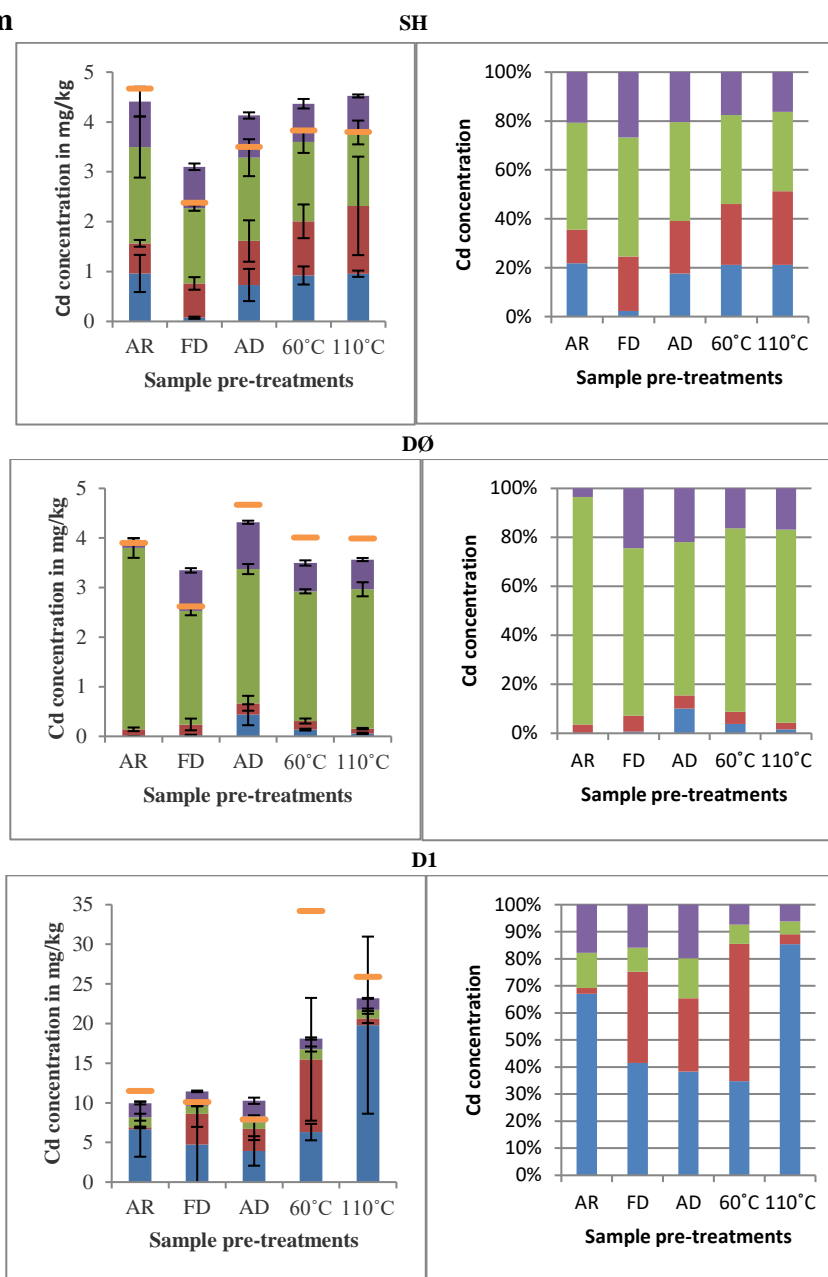 m
SH
Cd concentration in mg/kg
5
4
3
2
1
0
AR FD AD 60˚C 110˚C
Sample pre-treatments
Cd concentration
100%
80%
60%
40%
20%
0%
AR FD AD 60˚C 110˚C
Sample pre-treatments
DØ
Cd concentration in mg/kg
5
4
3
2
1
0
AR FD AD 60˚C 110˚C
Sample pre-treatments
Cd concentration
100%
80%
60%
40%
20%
0%
AR FD AD 60˚C 110˚C
Sample pre-treatments
D1
Cd concentration in mg/kg
35
30
25
20
15
10
5
0
AR FD AD 60˚C 110˚C
Sample pre-treatments
Cd concentration
100%
90%
80%
70%
60%
50%
40%
30%
20%
10%
0%
AR FD AD 60˚C 110˚C
Sample pre-treatments